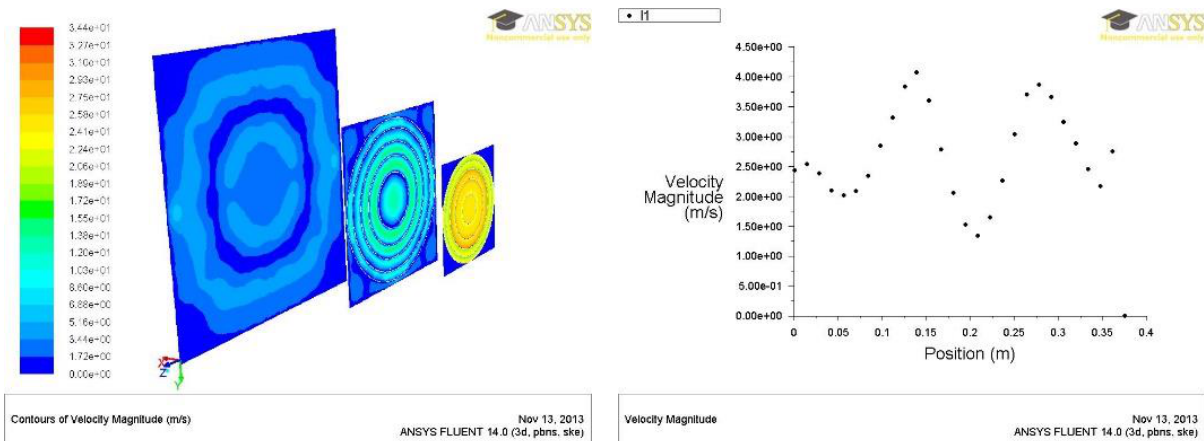 3.44e+01
3.27e+01
3.10e+01
2.93e+01
2.75e+01
2.58e+01
2.41e+01
2.24e+01
2.06e+01
1.89e+01
1.72e+01
1.55e+01
1.38e+01
1.20e+01
1.03e+01
8.60e+00
6.88e+00
5.16e+00
3.44e+00
1.72e+00
0.00e+00
ANSYS
Noncommercial use only
X
Z
Y
Contours of Velocity Magnitude (m/s)
Nov 13, 2013
ANSYS FLUENT 14.0 (3d, pbns, ske)
l1
ANSYS
Noncommercial use only
4.50e+00
4.00e+00
3.50e+00
3.00e+00
2.50e+00
2.00e+00
1.50e+00
1.00e+00
5.00e-01
0.00e+00
Velocity
Magnitude
(m/s)
0 0.05 0.1 0.15 0.2 0.25 0.3 0.35 0.4
Position (m)
Velocity Magnitude
Nov 13, 2013
ANSYS FLUENT 14.0 (3d, pbns, ske)